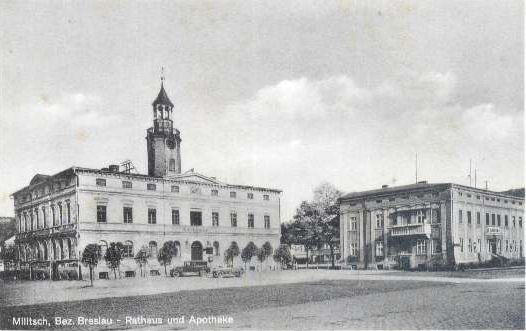 Militsch, Bez. Breslau - Rathaus und Apotheke